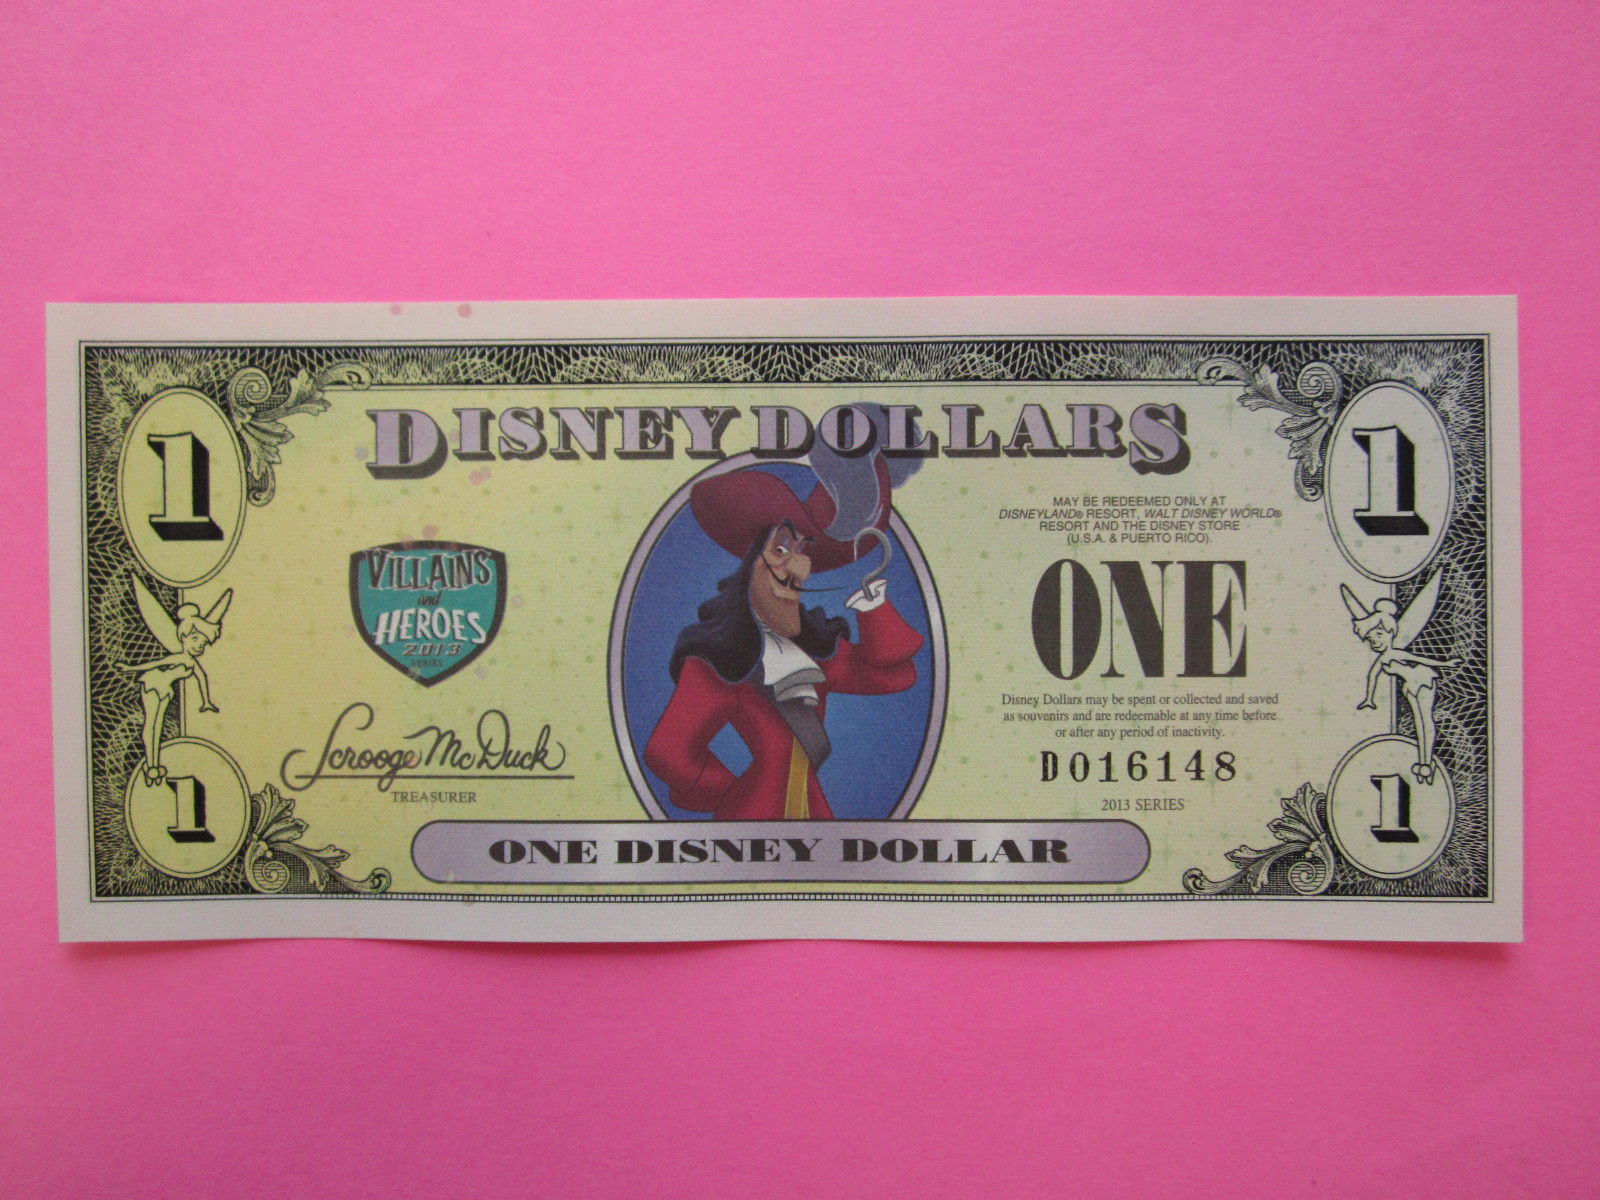 DISNEY DOLLARS
1
1
MAY BE REDEEMED ONLY AT
DISNEYLAND® RESORT, WALT DISNEY WORLD®
RESORT AND THE DISNEY STORE
(U.S.A. & PUERTO RICO).
VILLAINS
and
HEROES
2013
SERIES
ONE
Disney Dollars may be spent or collected and saved
as souvenirs and are redeemable at any time before
or after any period of inactivity.
Scrooge McDuck
TREASURER
D016148
2013 SERIES
1
1
ONE DISNEY DOLLAR